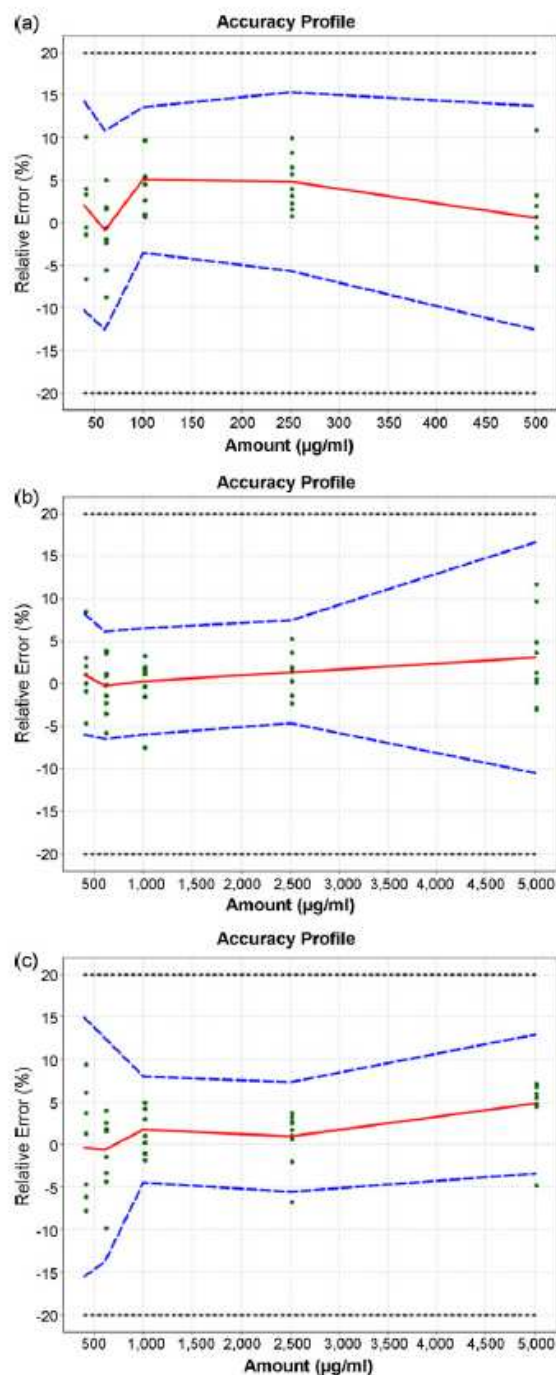 (a) Accuracy Profile
20
15
10
5
0
-5
-10
-15
-20
Relative Error (%)
50 100 150 200 250 300 350 400 450 500
Amount (µg/ml)
(b) Accuracy Profile
20
15
10
5
0
-5
-10
-15
-20
Relative Error (%)
500 1,000 1,500 2,000 2,500 3,000 3,500 4,000 4,500 5,000
Amount (µg/ml)
Accuracy Profile
(c)
20
15
10
5
0
-5
-10
-15
-20
Relative Error (%)
500 1,000 1,500 2,000 2,500 3,000 3,500 4,000 4,500 5,000
Amount (µg/ml)